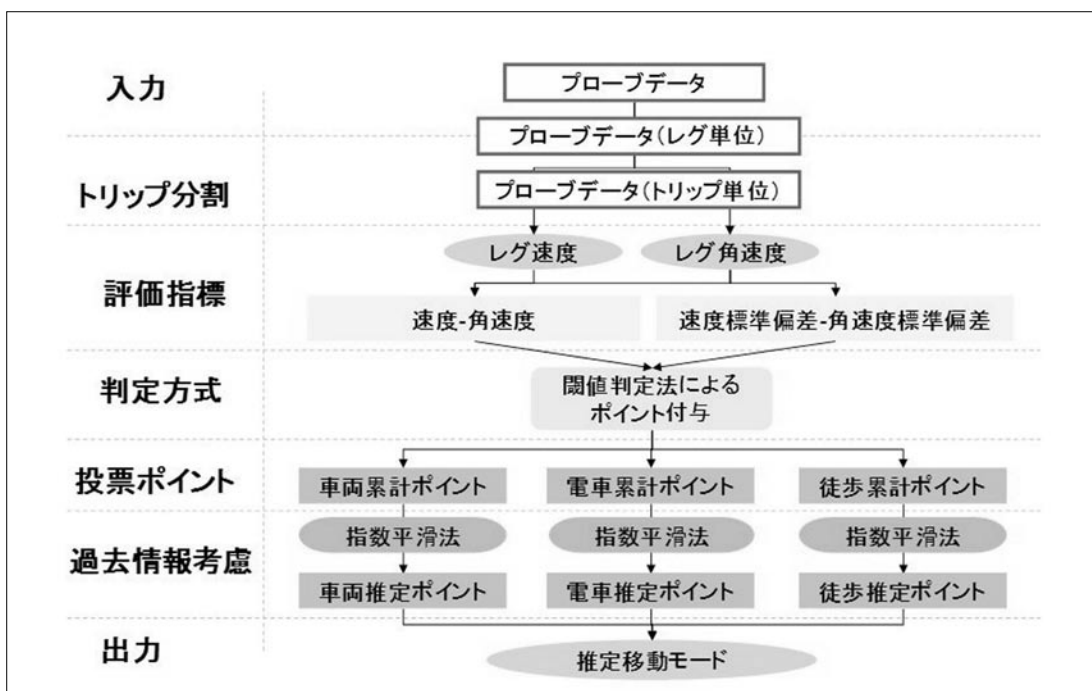 入力
プローブデータ
プローブデータ(レグ単位)
トリップ分割
プローブデータ(トリップ単位)
レグ速度
レグ角速度
評価指標
速度-角速度
速度標準偏差-角速度標準偏差
判定方式
閾値判定法による
ポイント付与
投票ポイント
車両累計ポイント
電車累計ポイント
徒歩累計ポイント
過去情報考慮
指数平滑法
指数平滑法
指数平滑法
車両推定ポイント
電車推定ポイント
徒歩推定ポイント
出力
推定移動モード